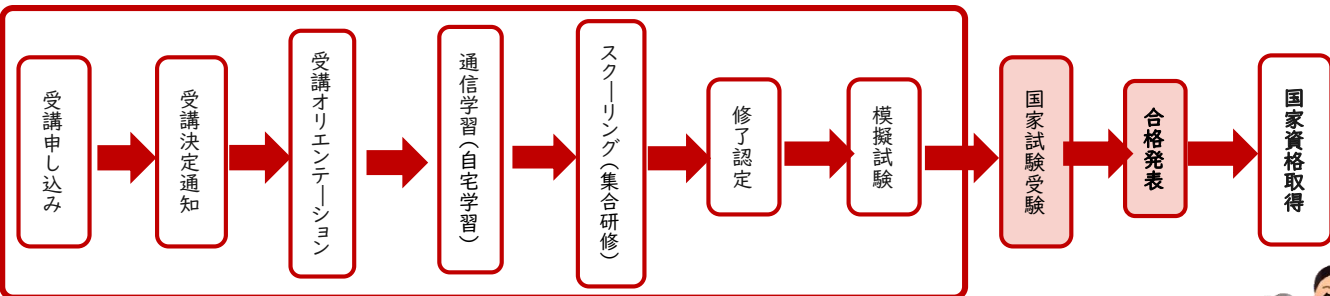 受講申し込み
受講決定通知
受講オリエンテーション
通信学習(自宅学習)
スクーリング(集合研修)
修了認定
模擬試験
国家試験受験
合格発表
国家資格取得